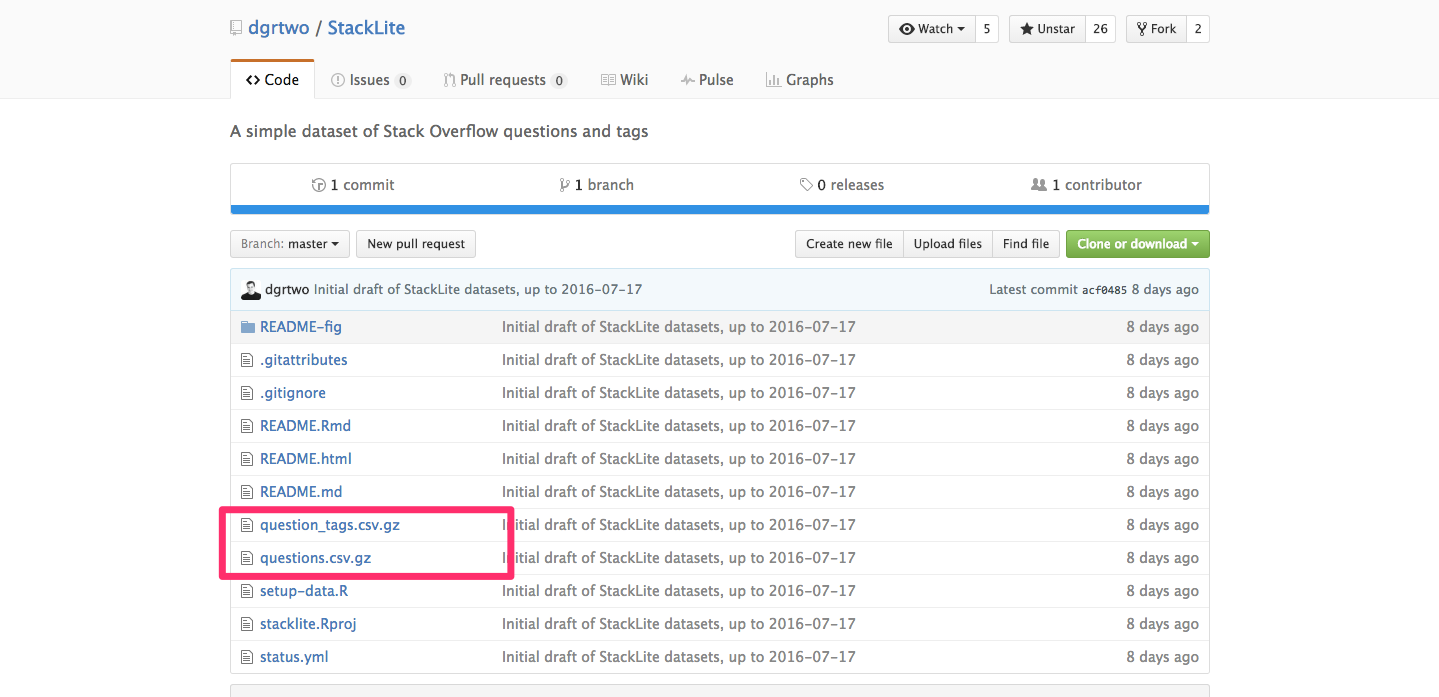 dgrtwo / StackLite Watch 5 Unstar 26 Fork 2
Code Issues 0 Pull requests 0 Wiki Pulse Graphs
A simple dataset of Stack Overflow questions and tags
1 commit 1 branch 0 releases 1 contributor
Branch: master New pull request Create new file Upload files Find file Clone or download
dgrtwo Initial draft of StackLite datasets, up to 2016-07-17 Latest commit acf0485 8 days ago
README-fig Initial draft of StackLite datasets, up to 2016-07-17 8 days ago
.gitattributes Initial draft of StackLite datasets, up to 2016-07-17 8 days ago
.gitignore Initial draft of StackLite datasets, up to 2016-07-17 8 days ago
README.Rmd Initial draft of StackLite datasets, up to 2016-07-17 8 days ago
README.html Initial draft of StackLite datasets, up to 2016-07-17 8 days ago
README.md Initial draft of StackLite datasets, up to 2016-07-17 8 days ago
question_tags.csv.gz Initial draft of StackLite datasets, up to 2016-07-17 8 days ago
questions.csv.gz Initial draft of StackLite datasets, up to 2016-07-17 8 days ago
setup-data.R Initial draft of StackLite datasets, up to 2016-07-17 8 days ago
stacklite.Rproj Initial draft of StackLite datasets, up to 2016-07-17 8 days ago
status.yml Initial draft of StackLite datasets, up to 2016-07-17 8 days ago